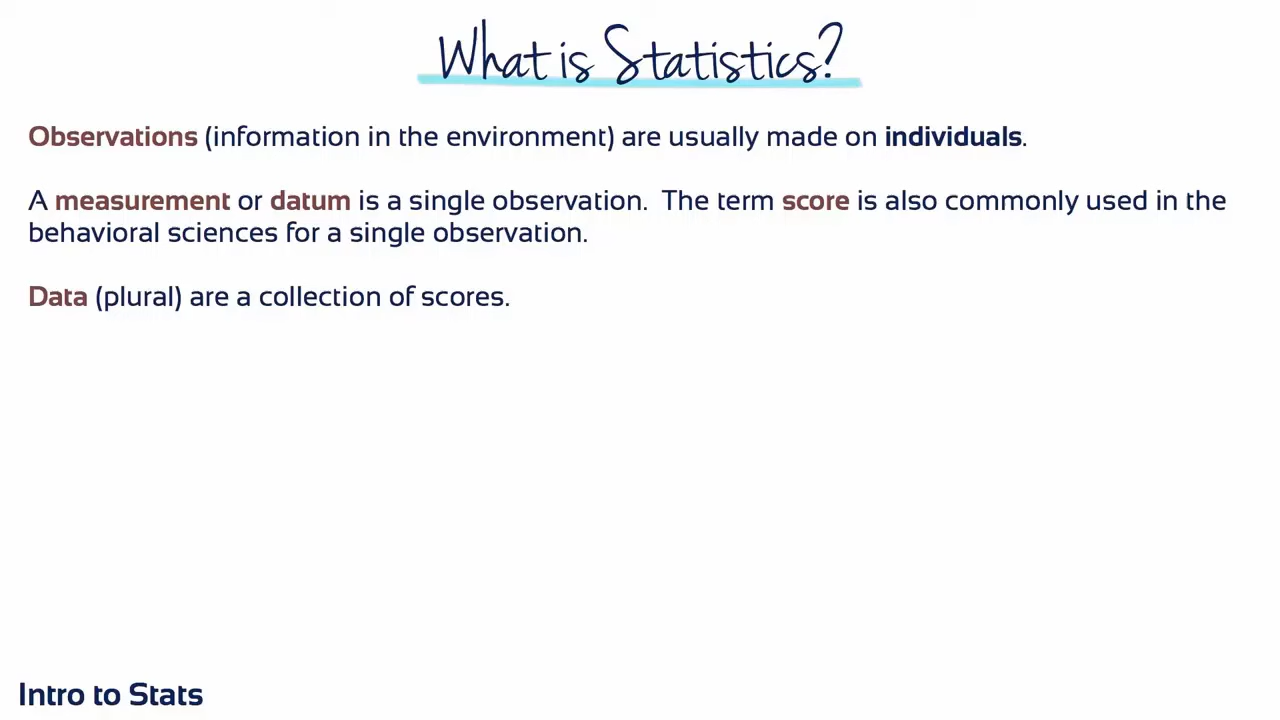 What is Statistics?
Observations (information in the environment) are usually made on individuals.
A measurement or datum is a single observation.  The term score is also commonly used in the
behavioral sciences for a single observation.
Data (plural) are a collection of scores.
Intro to Stats